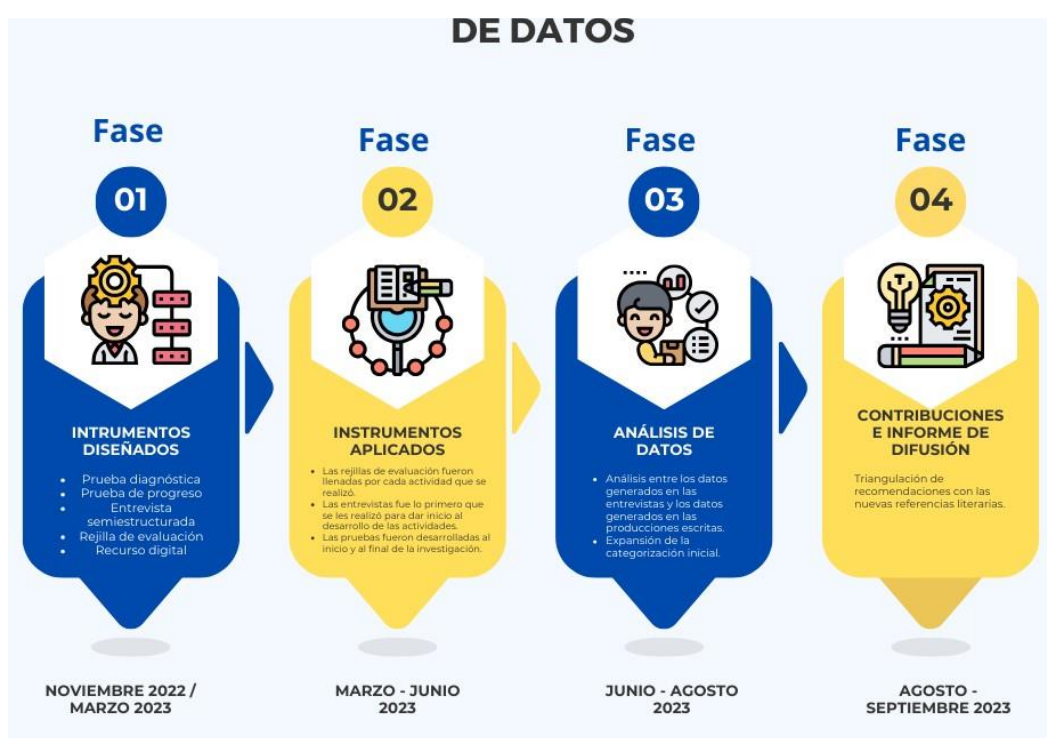 DE DATOS
Fase
01
INTRUMENTOS
DISEÑADOS
• Prueba diagnóstica
• Prueba de progreso
• Entrevista
semiestructurada
• Rejilla de evaluación
• Recurso digital
NOVIEMBRE 2022 /
MARZO 2023
Fase
02
INSTRUMENTOS
APLICADOS
• Las rejillas de evaluación fueron
llenadas por cada actividad que se
realizó.
• Las entrevistas fue lo primero que
se les realizó para dar inicio al
desarrollo de las actividades.
• Las pruebas fueron desarrolladas al
inicio y al final de la investigación.
MARZO - JUNIO
2023
Fase
03
ANÁLISIS DE
DATOS
• Análisis entre los datos
generados en las
entrevistas y los datos
generados en las
producciones escritas.
• Expansión de la
categorización inicial.
JUNIO - AGOSTO
2023
Fase
04
CONTRIBUCIONES
E INFORME DE
DIFUSIÓN
Triangulación de
recomendaciones con las
nuevas referencias literarias.
AGOSTO -
SEPTIEMBRE 2023